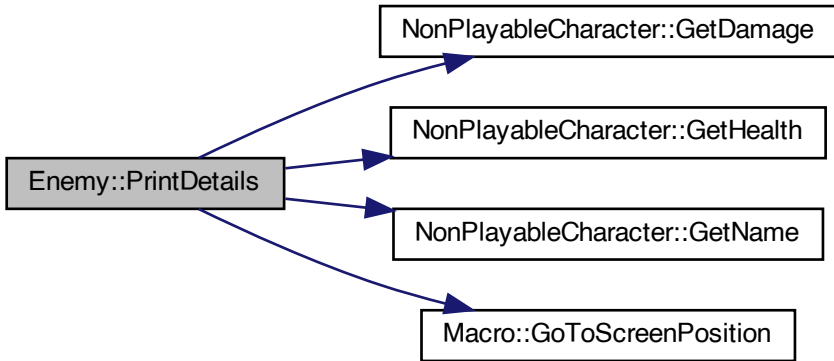 NonPlayableCharacter::GetDamage
NonPlayableCharacter::GetHealth
Enemy::PrintDetails
NonPlayableCharacter::GetName
Macro::GoToScreenPosition